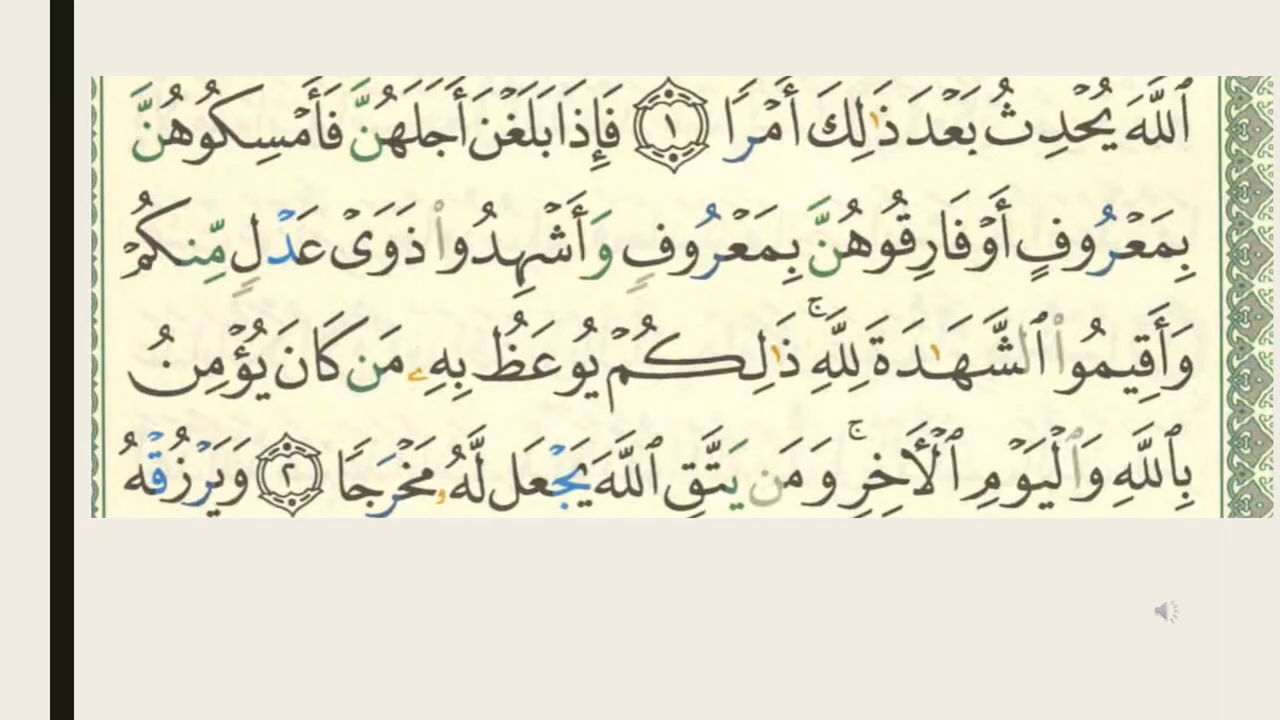 ٱللَّهَ يُحۡدِثُ بَعۡدَ ذَٰلِكَ أَمۡرٗا ١ فَإِذَا بَلَغۡنَ أَجَلَهُنَّ فَأَمۡسِكُوهُنَّ
بِمَعۡرُوفٍ أَوۡ فَارِقُوهُنَّ بِمَعۡرُوفٖ وَأَشۡهِدُواْ ذَوَيۡ عَدۡلٖ مِّنكُمۡ
وَأَقِيمُواْ ٱلشَّهَٰدَةَ لِلَّهِۚ ذَٰلِكُمۡ يُوعَظُ بِهِۦ مَن كَانَ يُؤۡمِنُ
بِٱللَّهِ وَٱلۡيَوۡمِ ٱلۡأٓخِرِۚ وَمَن يَتَّقِ ٱللَّهَ يَجۡعَل لَّهُۥ مَخۡرَجٗا ٢ وَيَرۡزُقۡهُ